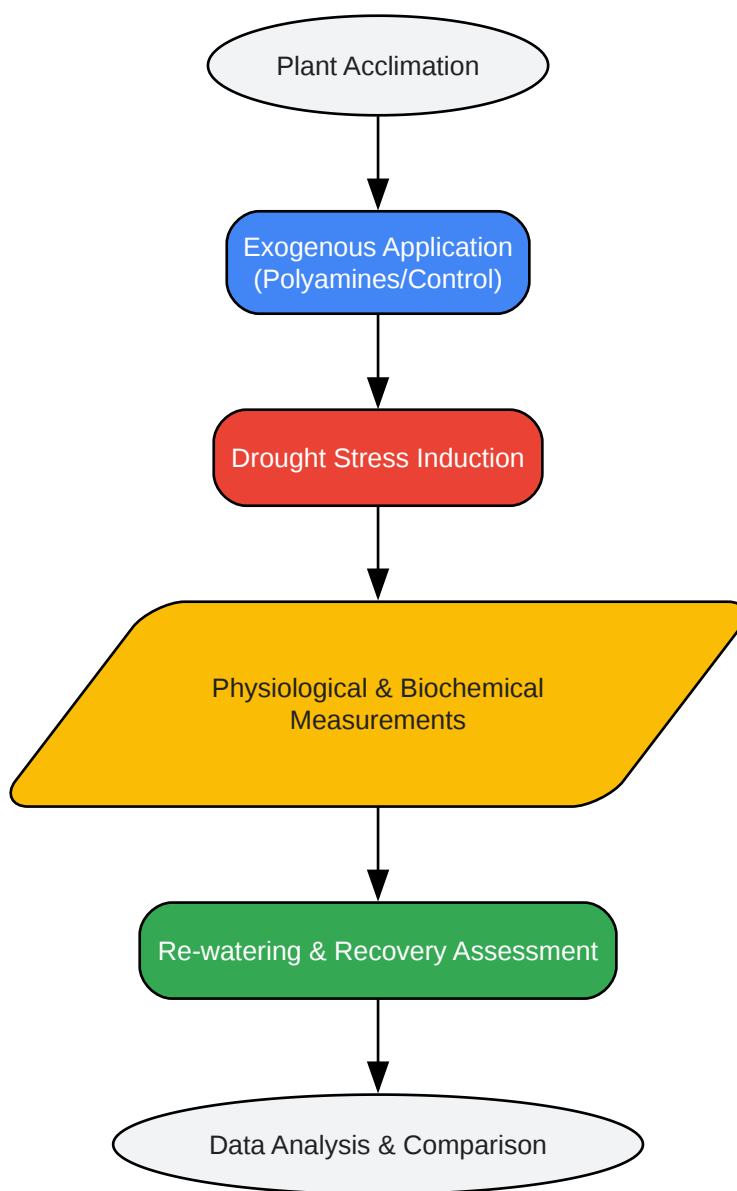 Plant Acclimation
Exogenous Application
(Polyamines/Control)
Drought Stress Induction
Physiological & Biochemical
Measurements
Re-watering & Recovery Assessment
Data Analysis & Comparison